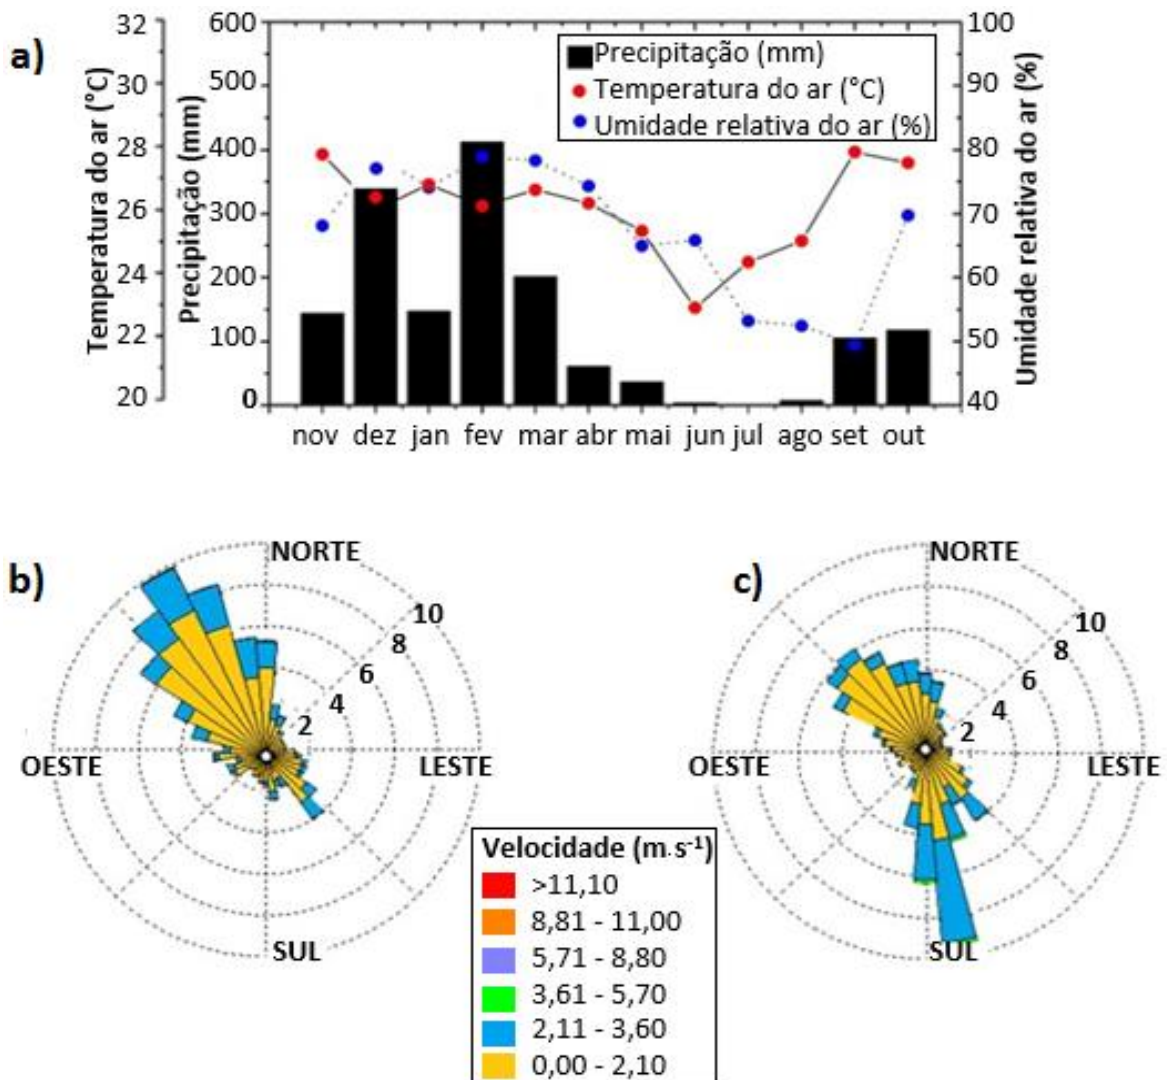 a)
Temperatura do ar (°C)
32
30
28
26
24
22
20
Precipitação (mm)
600
500
400
300
200
100
0
Precipitação (mm)
Temperatura do ar (°C)
Umidade relativa do ar (%)
100
90
80
70
60
50
40
Umidade relativa do ar (%)
nov dez jan fev mar abr mai jun jul ago set out
b)
NORTE
10
8
6
4
2
OESTE
LESTE
SUL
c)
NORTE
10
8
6
4
2
OESTE
LESTE
SUL
Velocidade (m.s-¹)
>11,10
8,81 - 11,00
5,71 - 8,80
3,61 - 5,70
2,11 - 3,60
0,00 - 2,10